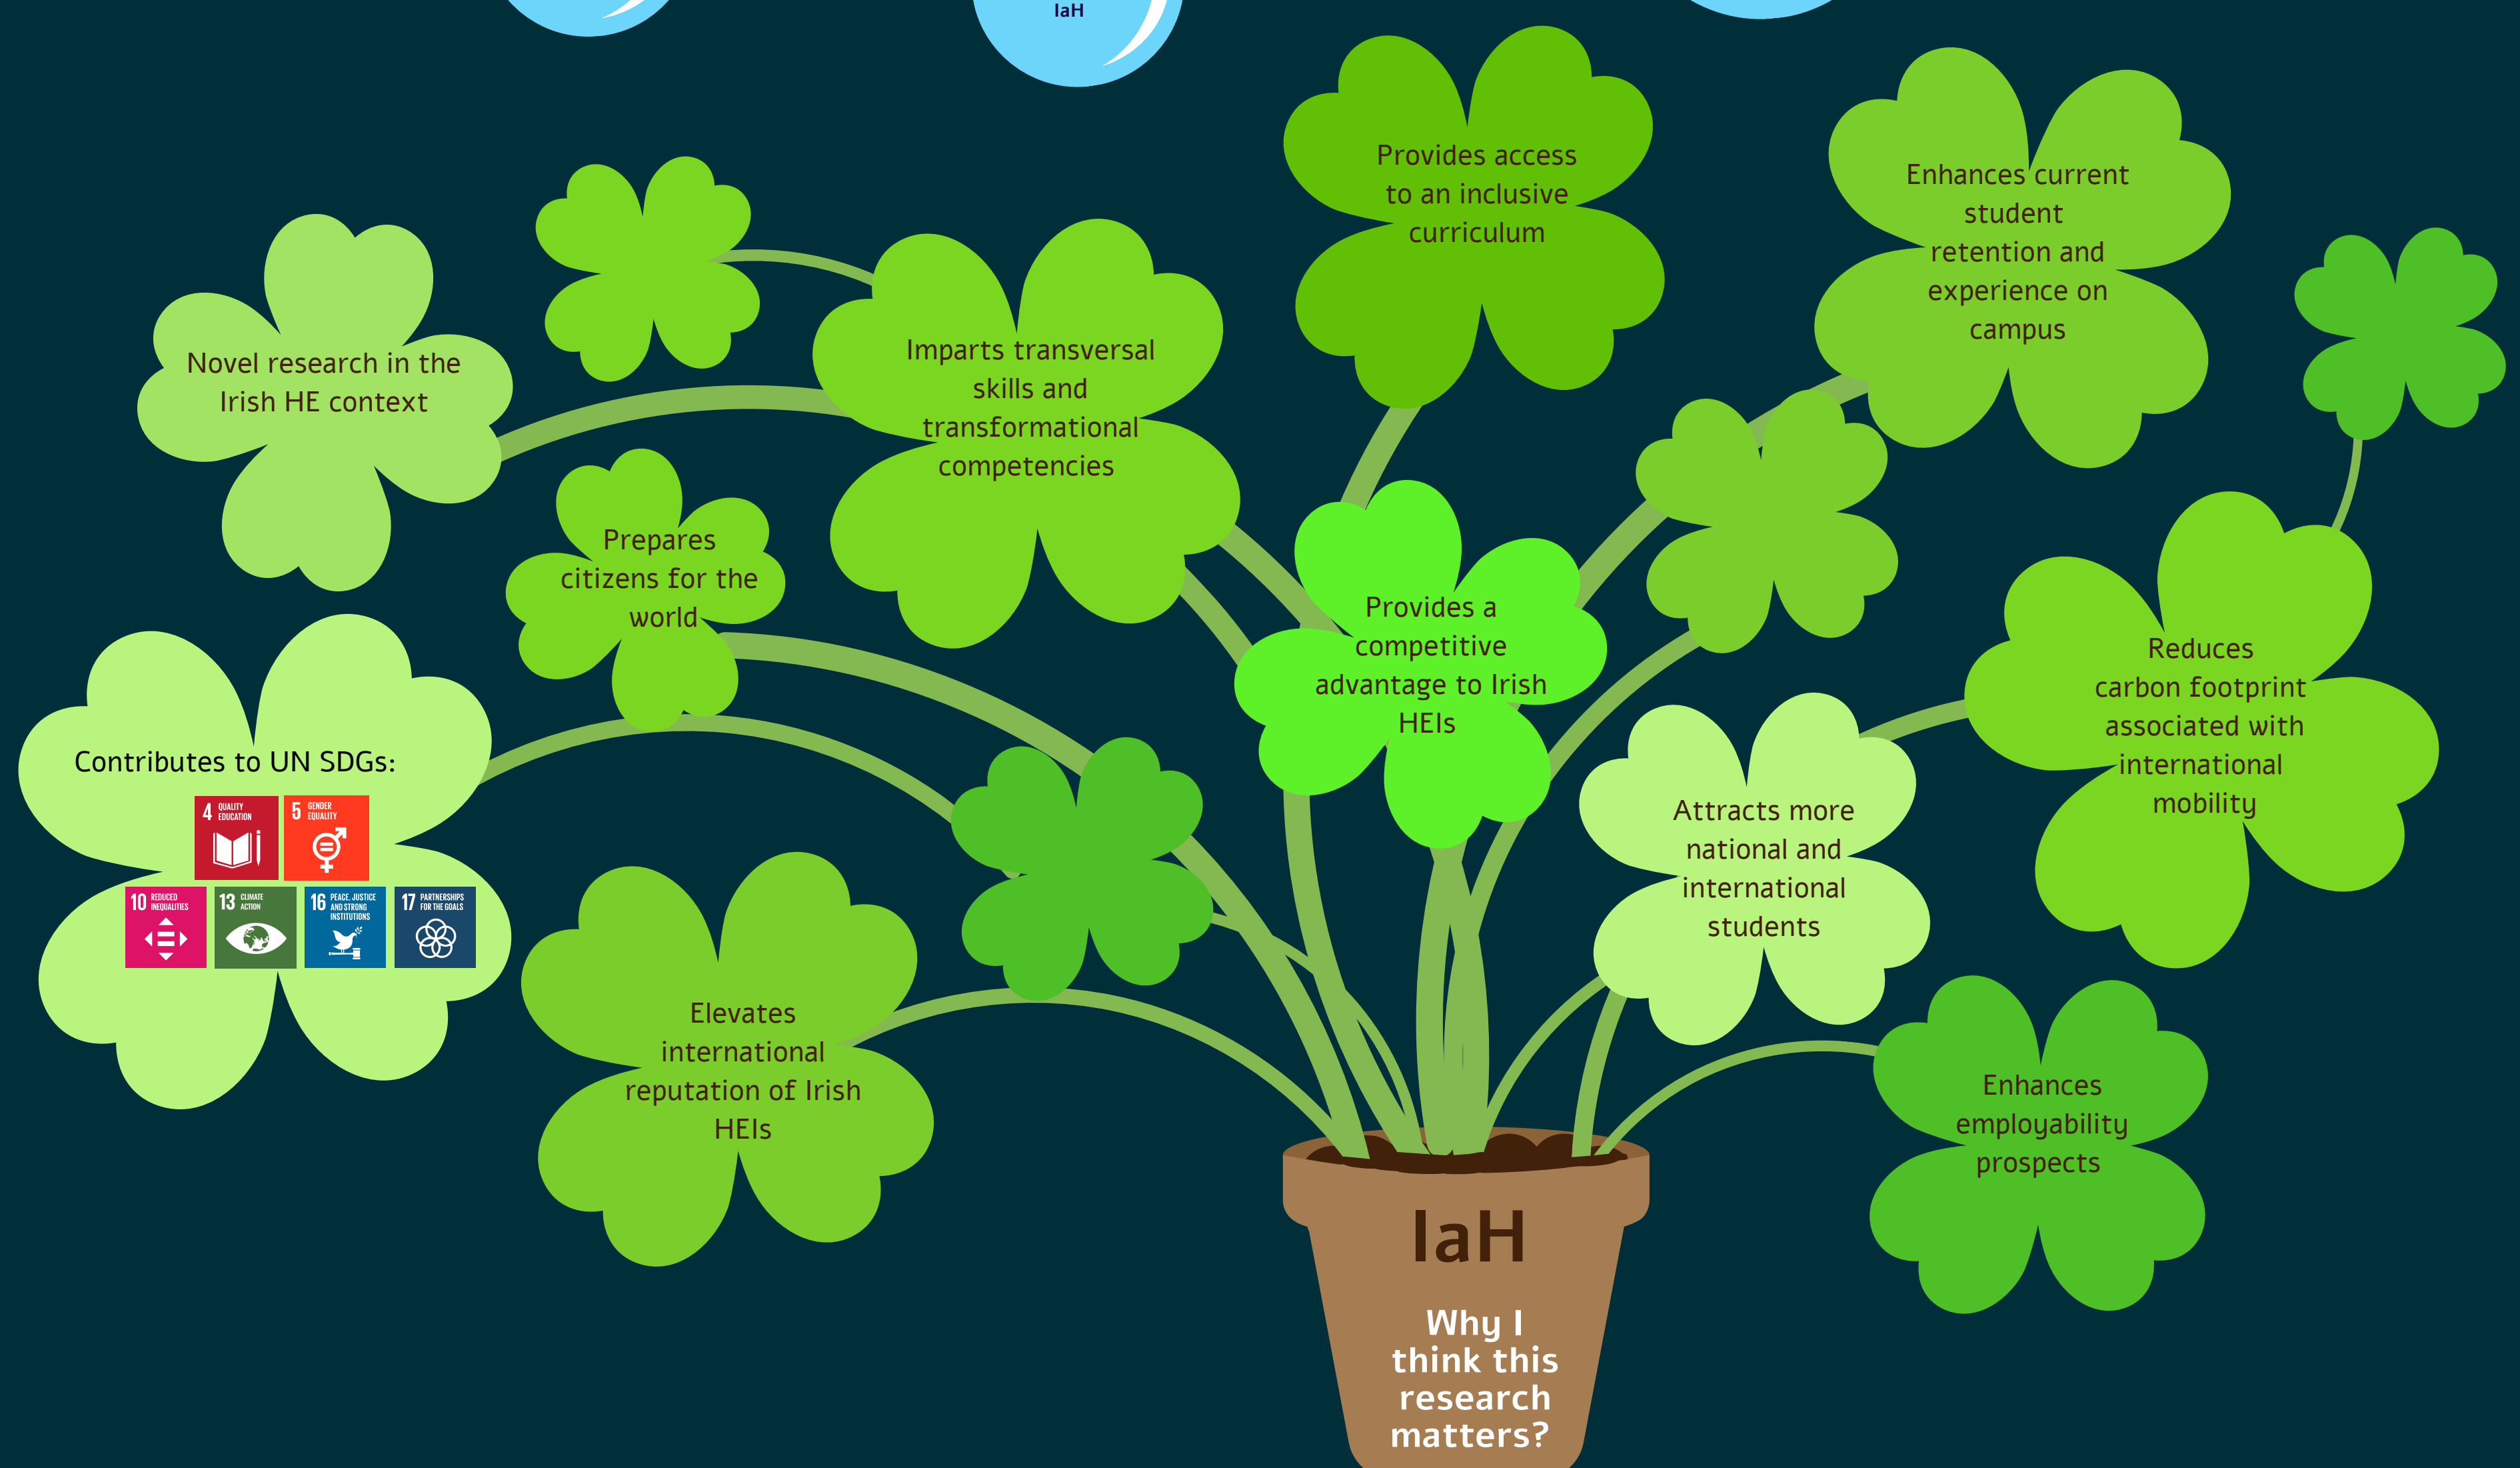 IaH
Provides access
to an inclusive
curriculum
Enhances current
student
retention and
experience on
campus
Novel research in the
Irish HE context
Imparts transversal
skills and
transformational
competencies
Prepares
citizens for the
world
Provides a
competitive
advantage to Irish
HEIs
Reduces
carbon footprint
associated with
international
mobility
Contributes to UN SDGs:
4 QUALITY
EDUCATION
5 GENDER
EQUALITY
10 REDUCED
INEQUALITIES
13 CLIMATE
ACTION
16 PEACE, JUSTICE
AND STRONG
INSTITUTIONS
17 PARTNERSHIPS
FOR THE GOALS
Attracts more
national and
international
students
Elevates
international
reputation of Irish
HEIs
Enhances
employability
prospects
IaH
Why I
think this
research
matters?